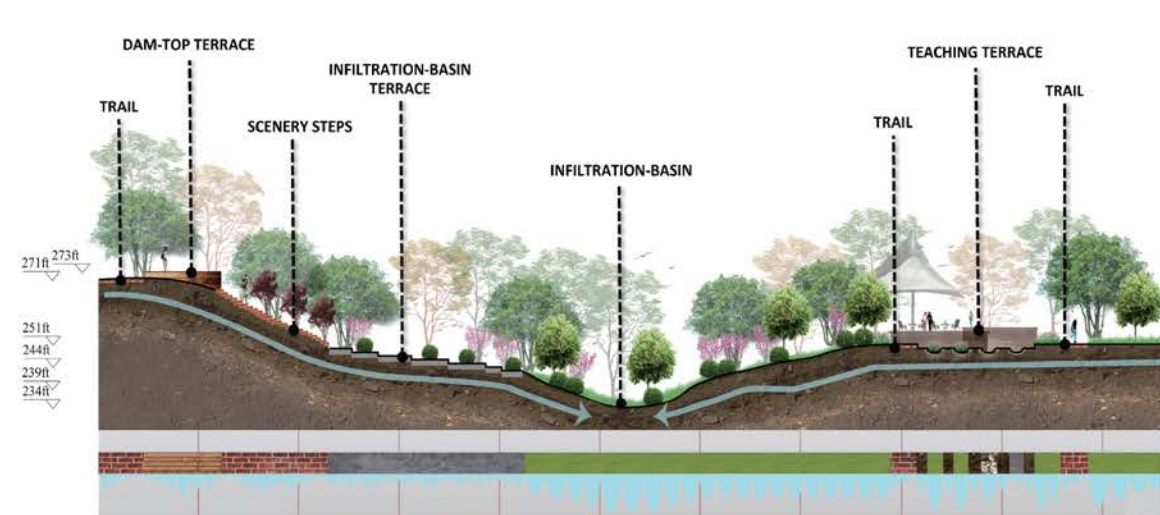 DAM-TOP TERRACE
TEACHING TERRACE
INFILTRATION-BASIN
TERRACE
TRAIL
TRAIL
SCENERY STEPS
TRAIL
INFILTRATION-BASIN
271ft 273ft
251ft
244ft
239ft
234ft